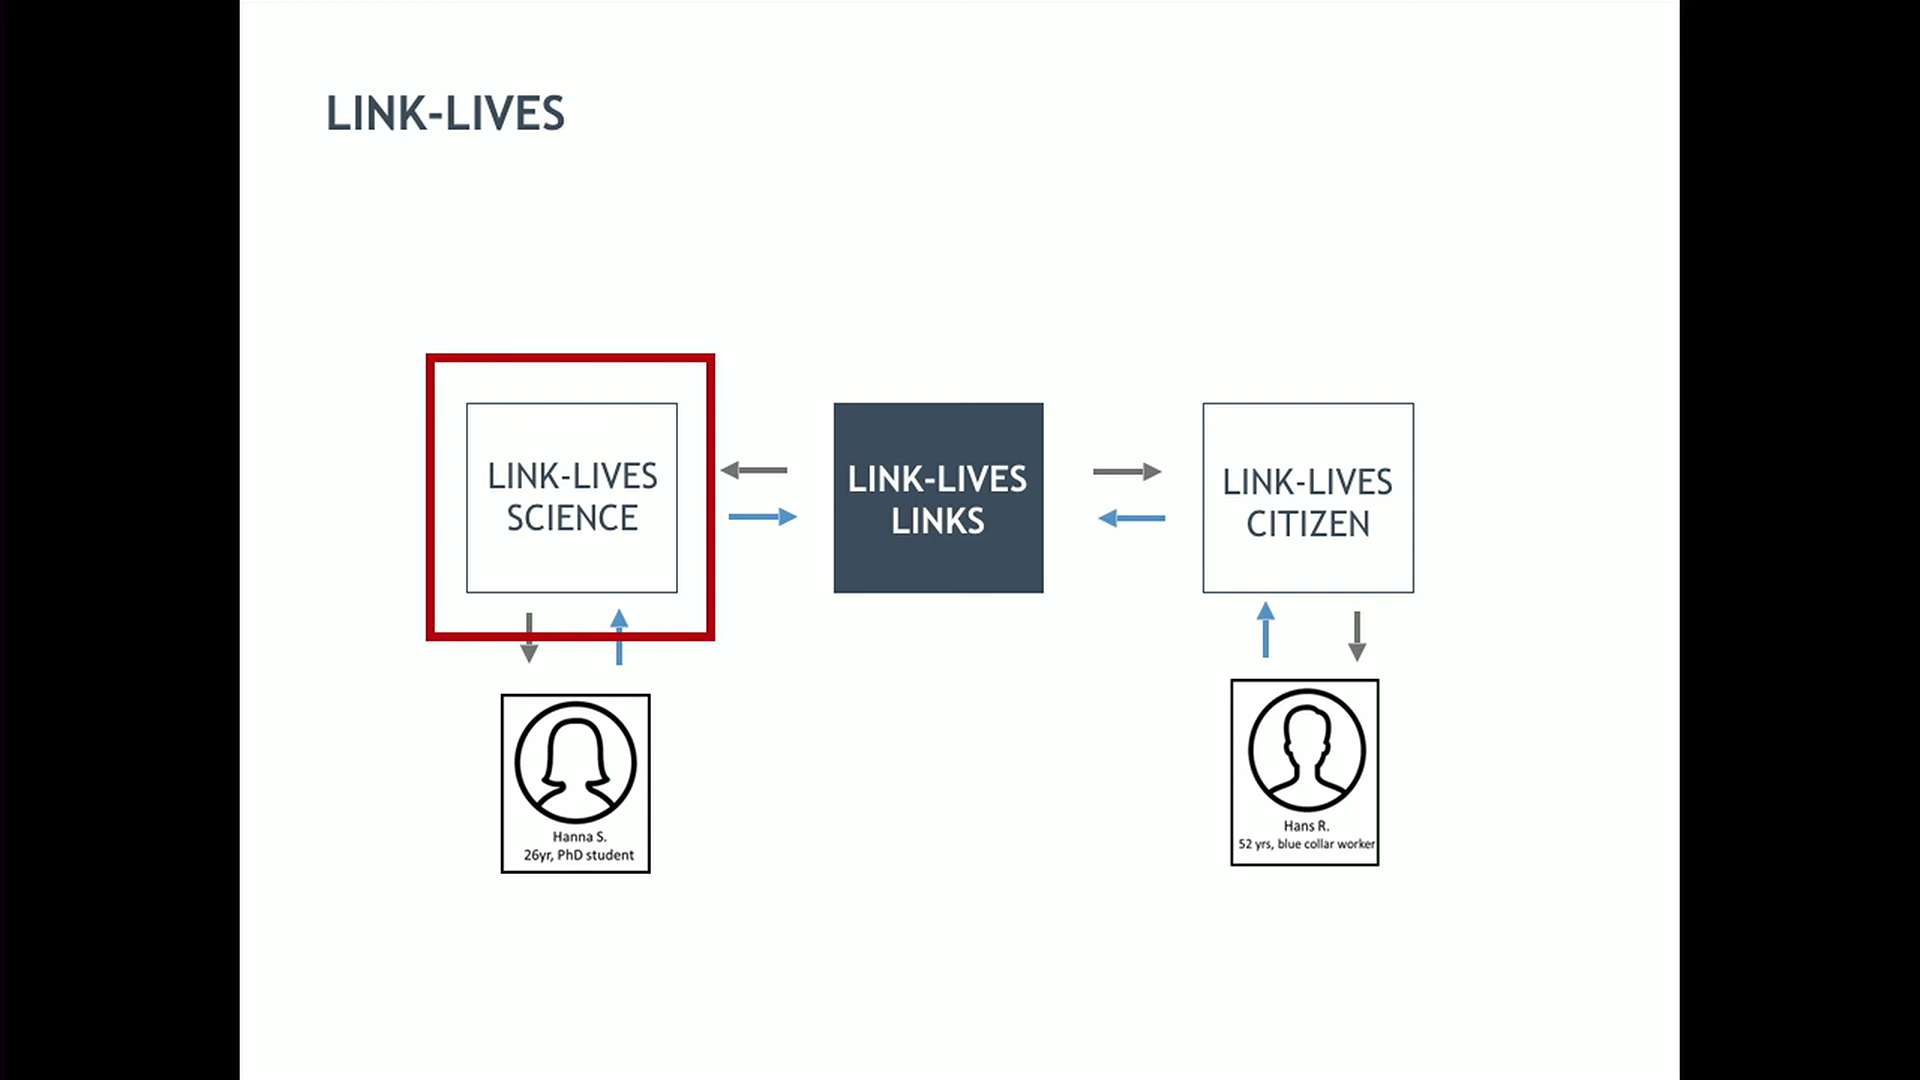 LINK-LIVES
LINK-LIVES
SCIENCE
LINK-LIVES
LINKS
LINK-LIVES
CITIZEN
Hanna S.
26yr, PhD student
Hans R.
52 yrs, blue collar worker